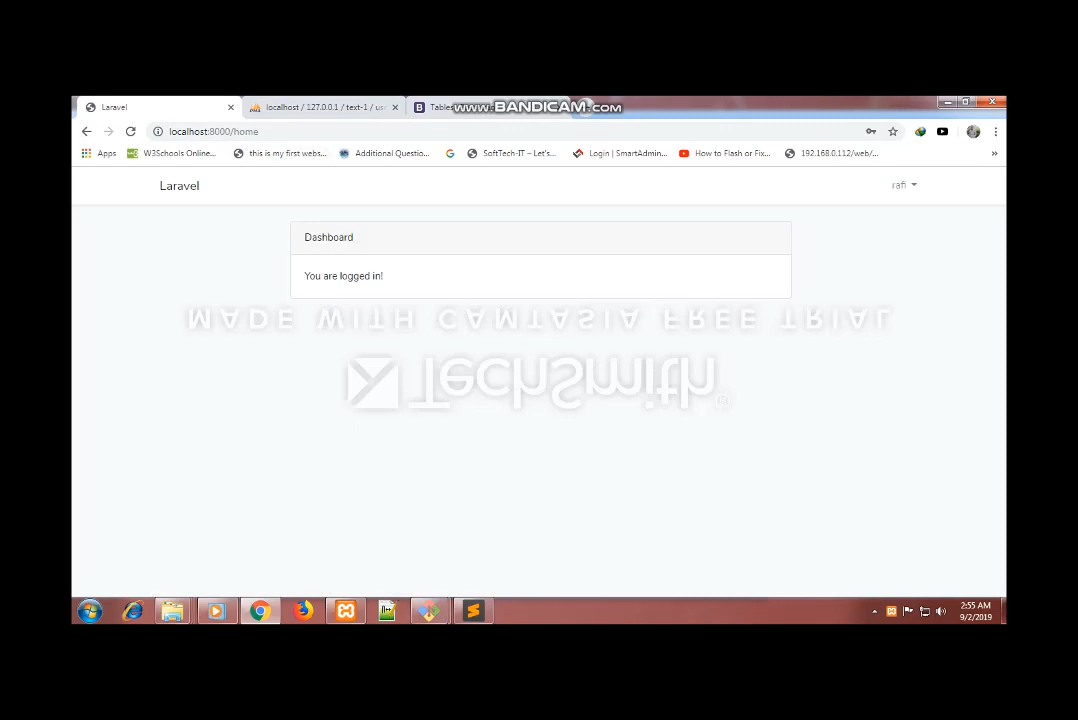 Laravel
localhost / 127.0.0.1 / text-1 / us
Tables
www.BANDICAM.com
localhost:8000/home
Apps
W3Schools Online...
this is my first webs...
Additional Questio...
SoftTech-IT – Let's...
Login | SmartAdmin...
How to Flash or Fix...
192.168.0.112/web/...
»
Laravel
rafi
Dashboard
You are logged in!
MADE WITH CAMTASIA FREE TRIAL
TechSmith
2:55 AM
9/2/2019